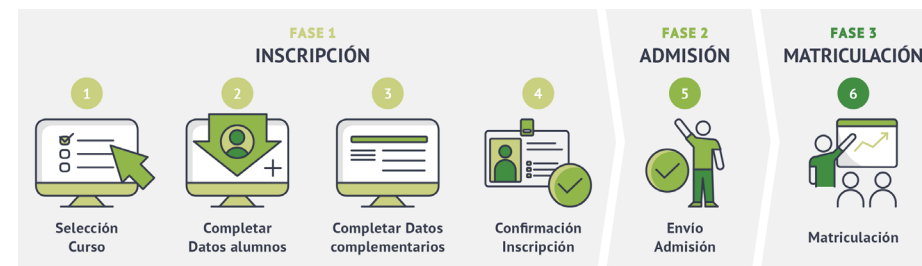 FASE 1
INSCRIPCIÓN
FASE 2
ADMISIÓN
FASE 3
MATRICULACIÓN
1
2
3
4
5
6
Selección
Curso
Completar
Datos alumnos
Completar Datos
complementarios
Confirmación
Inscripción
Envío
Admisión
Matriculación